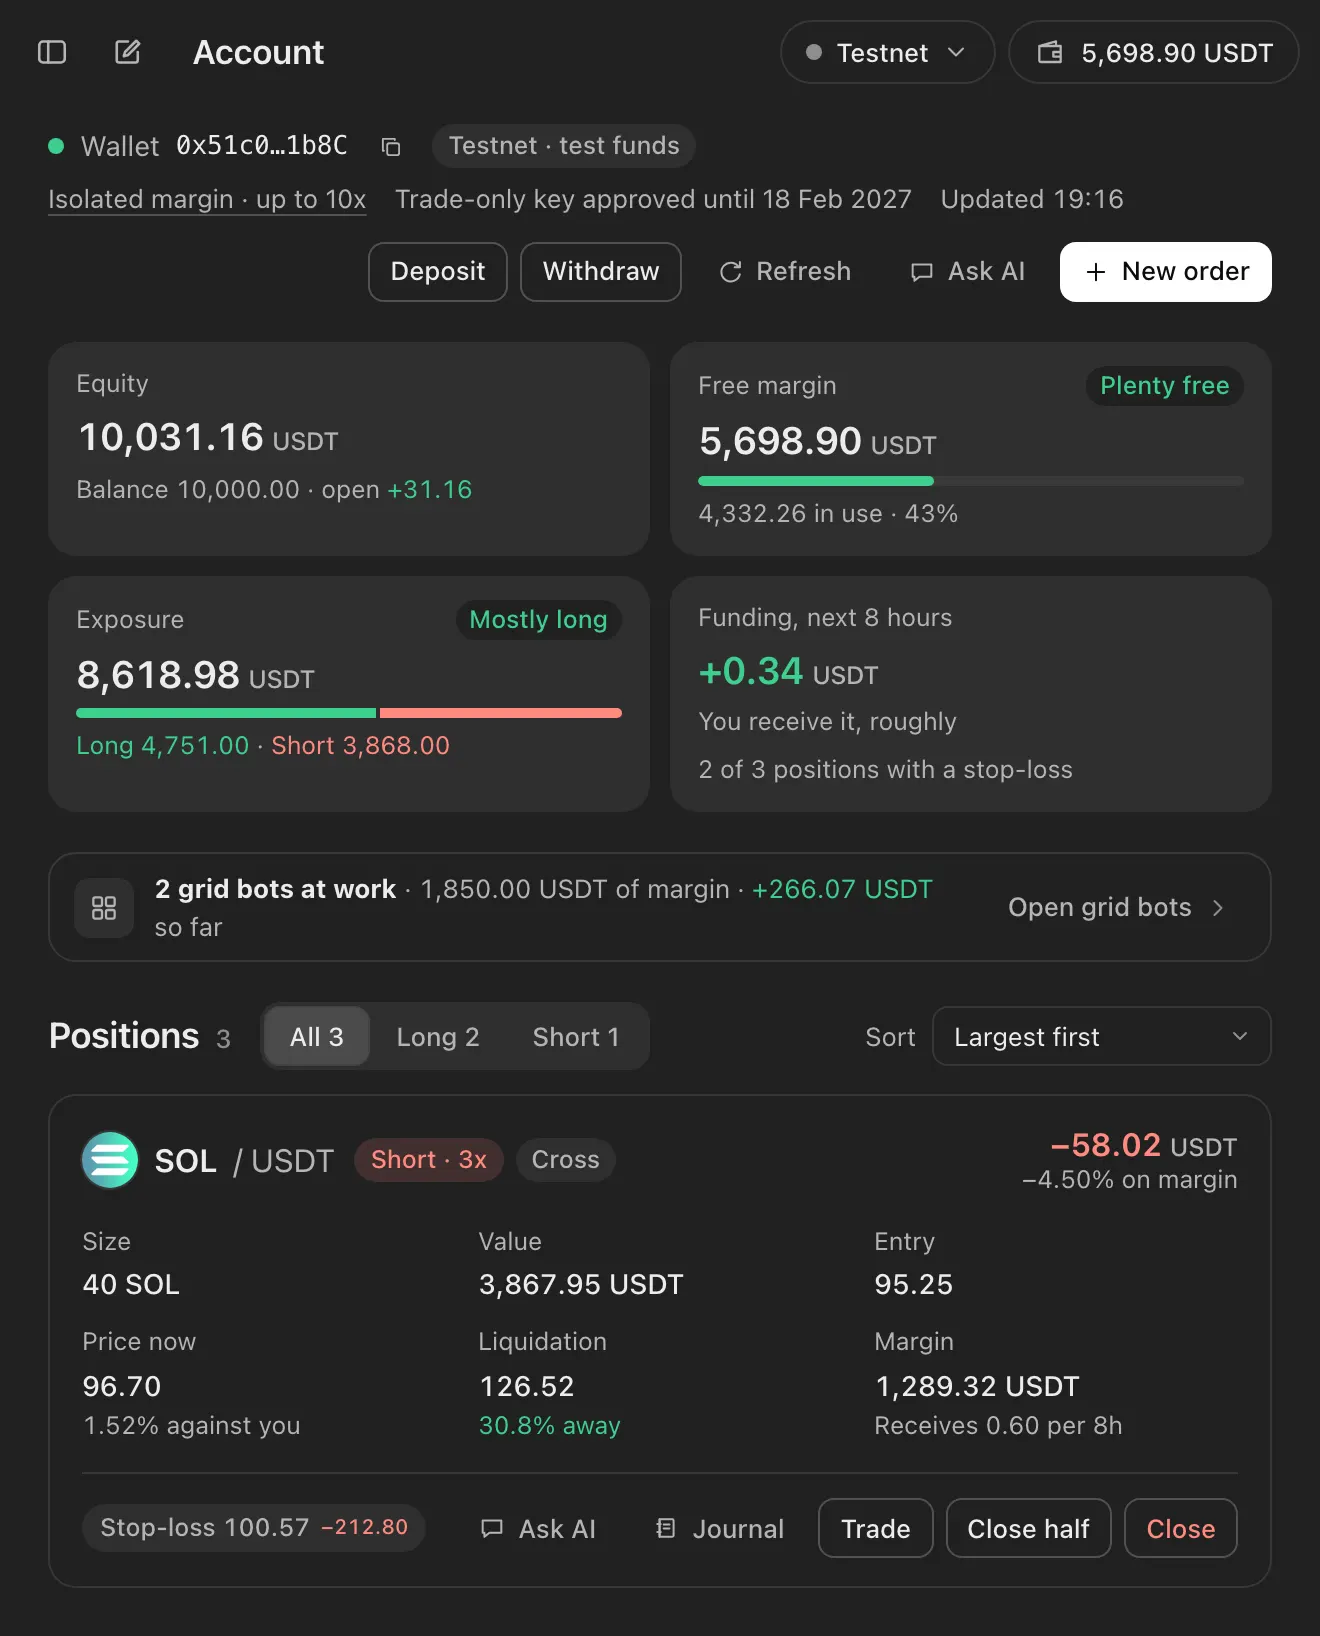 Account
Testnet
5,698.90 USDT
Wallet 0x51c0…1b8C
Testnet · test funds
Isolated margin · up to 10x Trade-only key approved until 18 Feb 2027 Updated 19:16
Deposit Withdraw Refresh Ask AI New order
Equity
10,031.16 USDT
Balance 10,000.00 · open +31.16
Free margin Plenty free
5,698.90 USDT
4,332.26 in use · 43%
Exposure Mostly long
8,618.98 USDT
Long 4,751.00 · Short 3,868.00
Funding, next 8 hours
+0.34 USDT
You receive it, roughly
2 of 3 positions with a stop-loss
2 grid bots at work · 1,850.00 USDT of margin · +266.07 USDT
so far
Open grid bots
Positions 3 All 3 Long 2 Short 1 Sort Largest first
SOL / USDT Short · 3x Cross
−58.02 USDT
−4.50% on margin
Size Value Entry
40 SOL 3,867.95 USDT 95.25
Price now Liquidation Margin
96.70 126.52 1,289.32 USDT
1.52% against you 30.8% away Receives 0.60 per 8h
Stop-loss 100.57 −212.80 Ask AI Journal Trade Close half Close